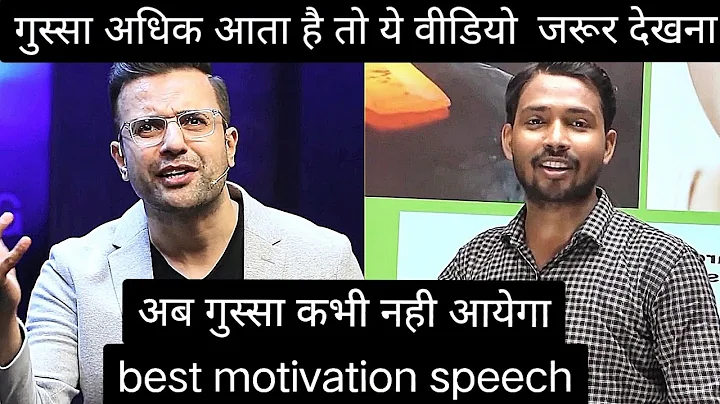 गुस्सा अधिक आता है तो ये वीडियो जरूर देखना
अब गुस्सा कभी नही आयेगा
best motivation speech